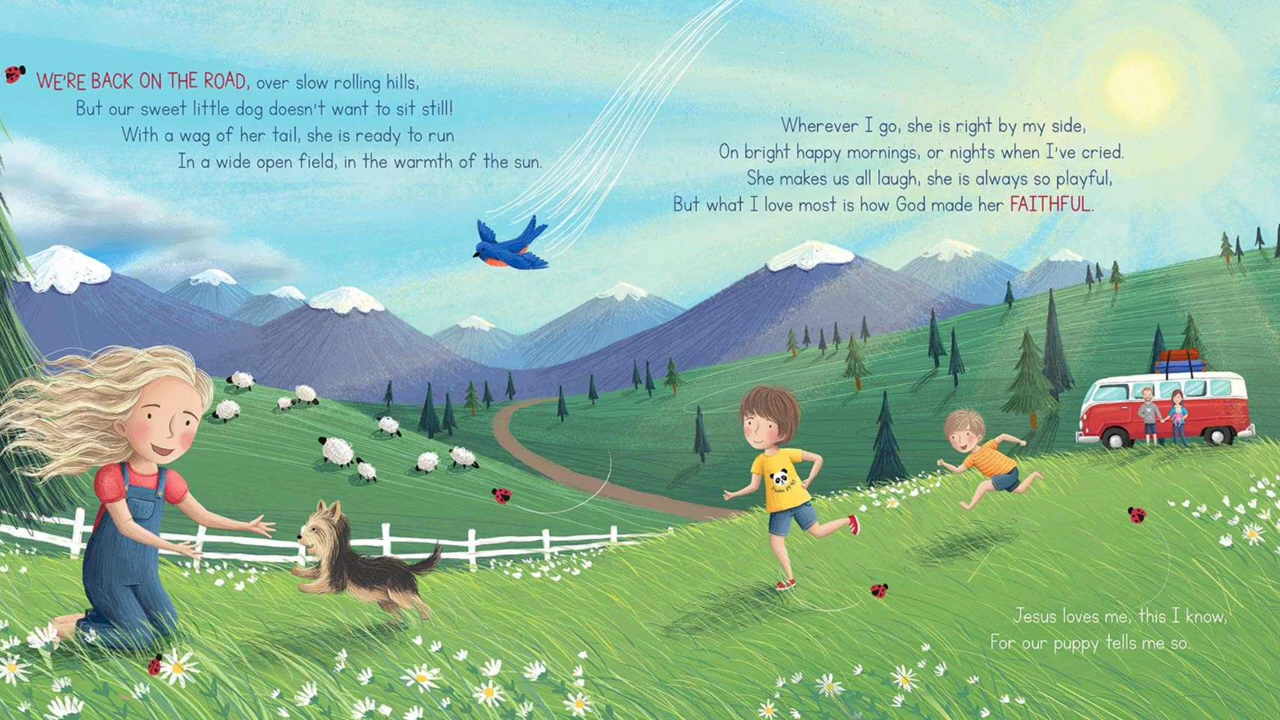 WE'RE BACK ON THE ROAD, over slow rolling hills,
But our sweet little dog doesn't want to sit still!
With a wag of her tail, she is ready to run
In a wide open field, in the warmth of the sun.
Wherever I go, she is right by my side,
On bright happy mornings, or nights when I've cried.
She makes us all laugh, she is always so playful,
But what I love most is how God made her FAITHFUL.
Jesus loves me, this I know,
For our puppy tells me so.